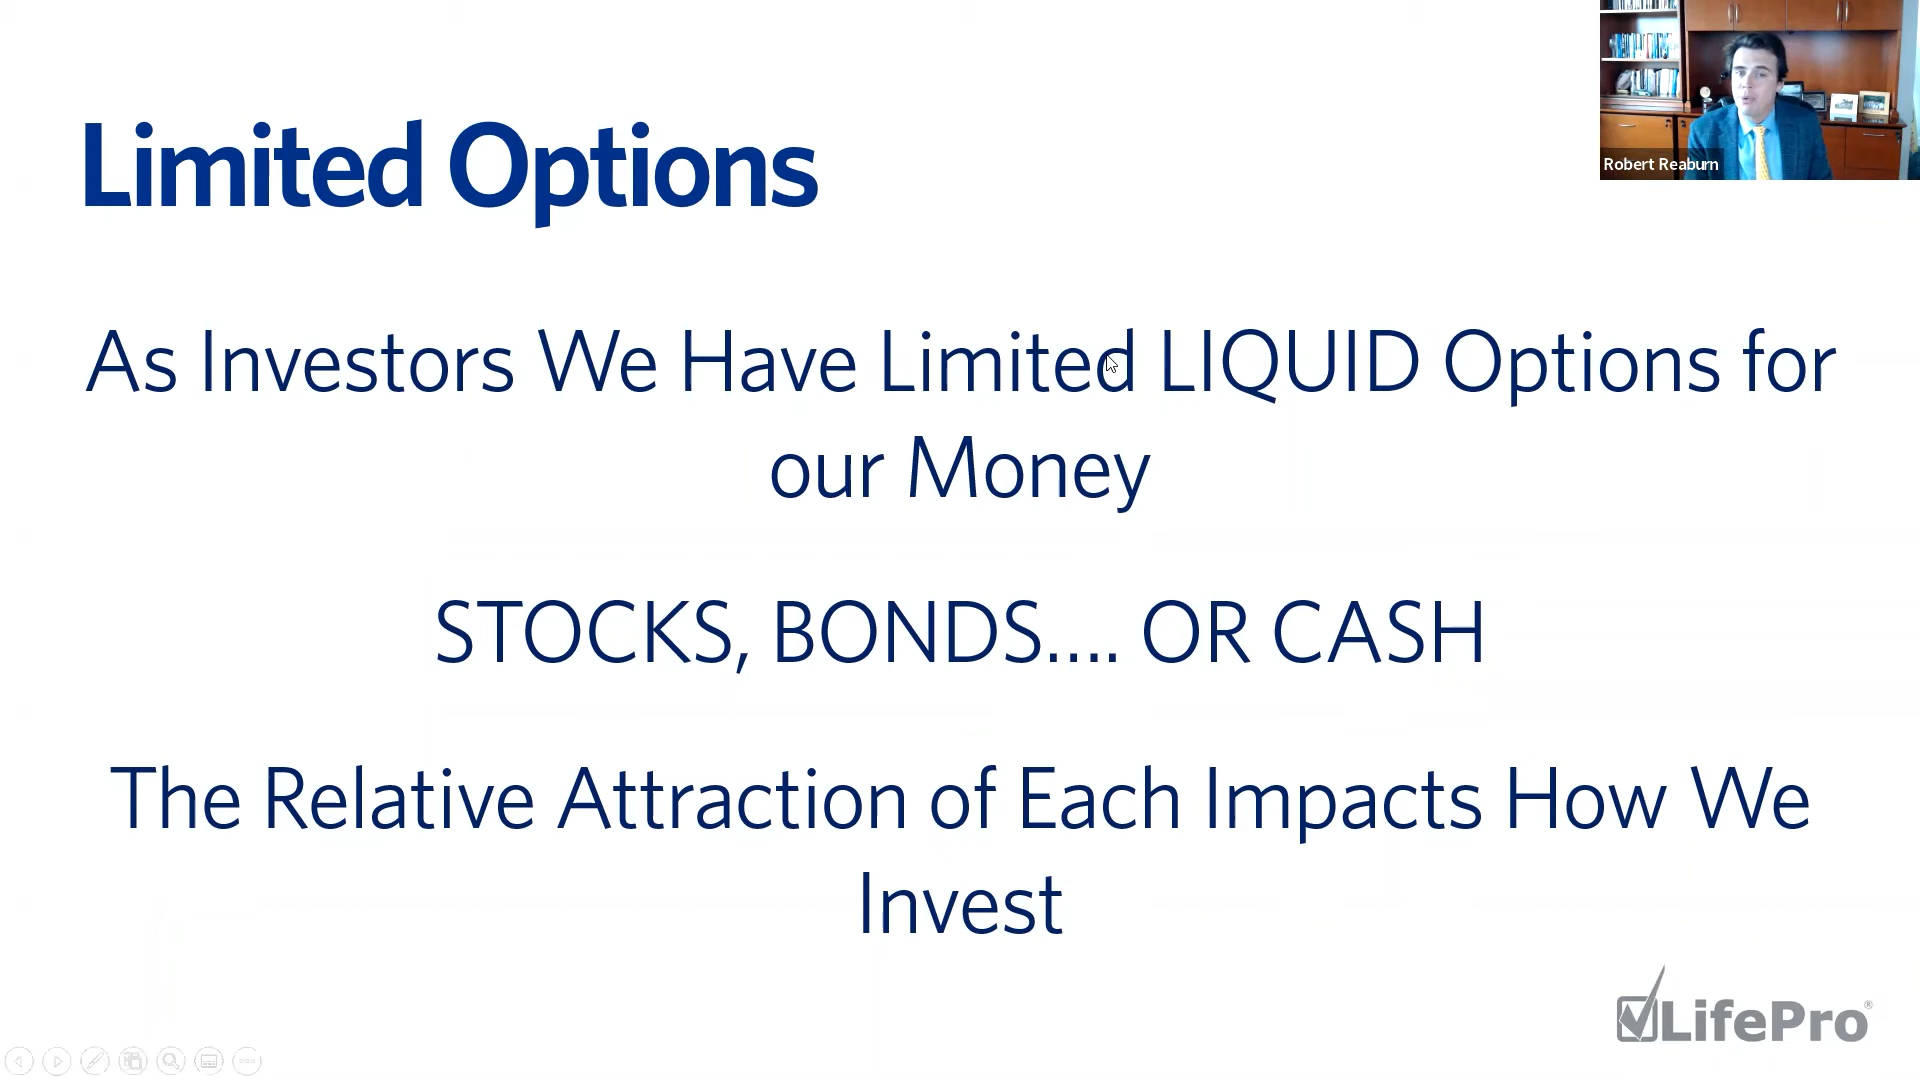 Limited Options
Robert Reaburn
As Investors We Have Limited LIQUID Options for
our Money
STOCKS, BONDS.... OR CASH
The Relative Attraction of Each Impacts How We
Invest
LifePro®